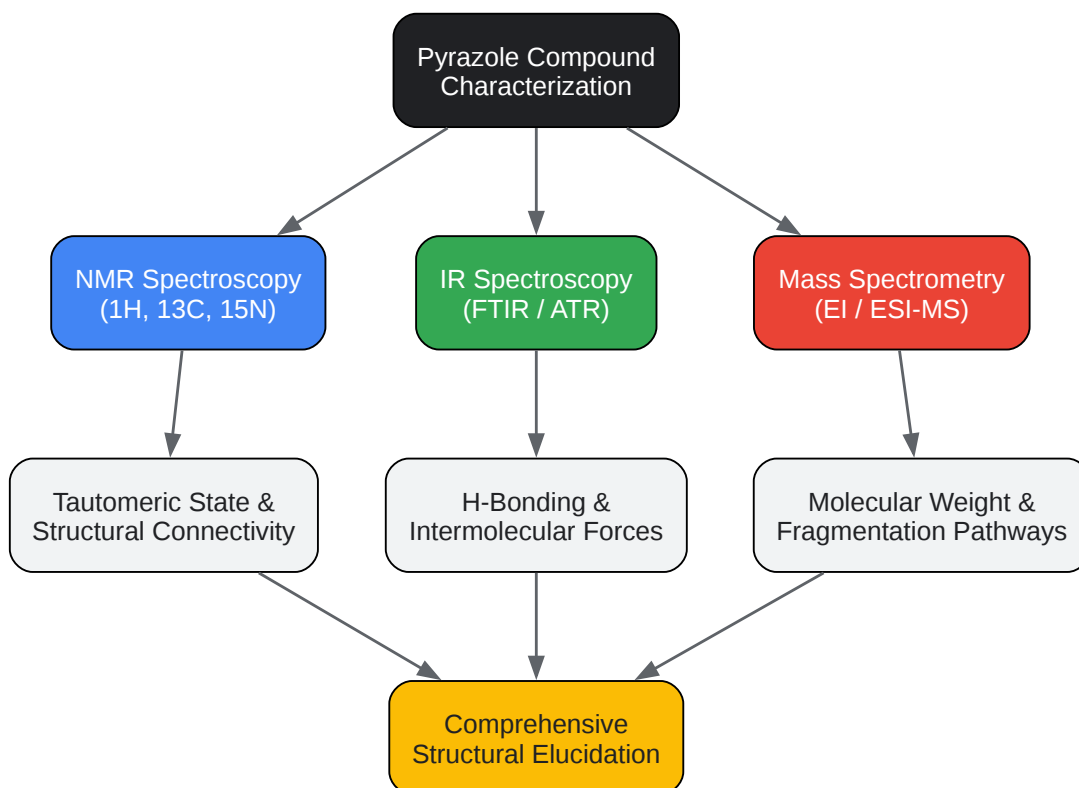 Pyrazole Compound
Characterization
NMR Spectroscopy
(1H, 13C, 15N)
IR Spectroscopy
(FTIR / ATR)
Mass Spectrometry
(EI / ESI-MS)
Tautomeric State &
Structural Connectivity
H-Bonding &
Intermolecular Forces
Molecular Weight &
Fragmentation Pathways
Comprehensive
Structural Elucidation